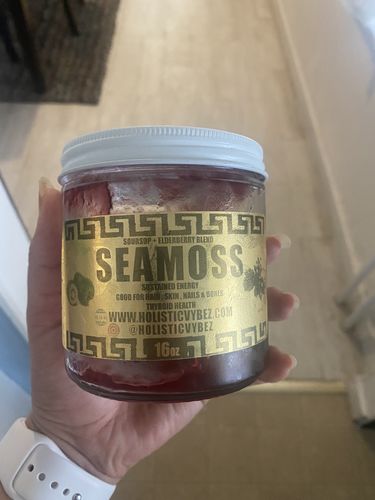 SOURSOP + ELDERBERRY BLEND
SEAMOSS
SUSTAINED ENERGY
GOOD FOR HAIR , SKIN , NAILS & BONES
THYROID HEALTH
WWW.HOLISTICVYBEZ.COM
@HOLISTICVYBEZ
16oz